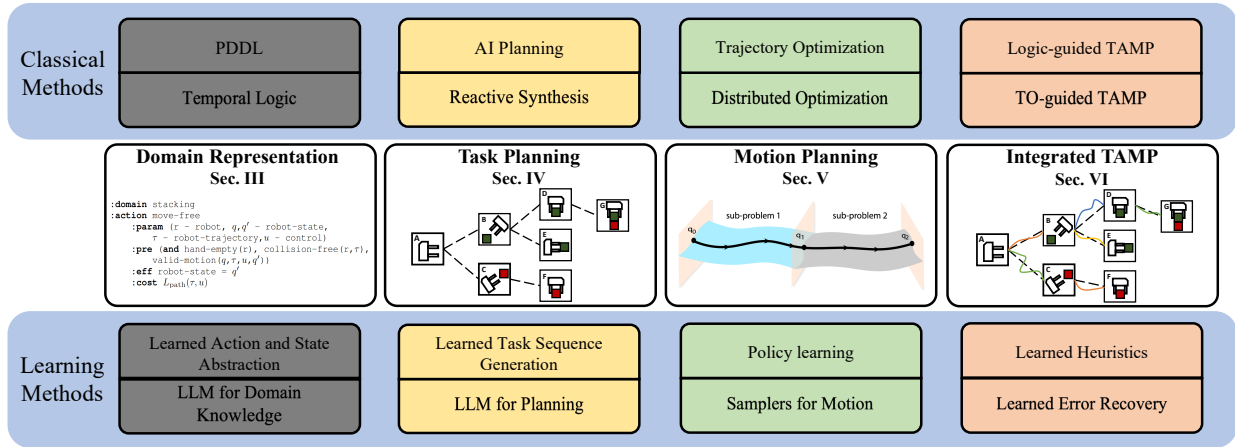 Classical
Methods
PDDL
Temporal Logic
AI Planning
Reactive Synthesis
Trajectory Optimization
Distributed Optimization
Logic-guided TAMP
TO-guided TAMP
Domain Representation
Sec. III
:domain stacking
:action move-free
:param (r - robot, q,q′ - robot-state,
τ - robot-trajectory,u - control)
:pre (and hand-empty(r), collision-free(r,τ),
valid-motion(q,τ,u,q′))
:eff robot-state = q′
:cost Lpath(τ,u)
Task Planning
Sec. IV
A
B
C
D
E
F
G
Motion Planning
Sec. V
sub-problem 1
sub-problem 2
q0
q1
q2
Integrated TAMP
Sec. VI
A
B
C
D
E
F
G
Learning
Methods
Learned Action and State
Abstraction
LLM for Domain
Knowledge
Learned Task Sequence
Generation
LLM for Planning
Policy learning
Samplers for Motion
Learned Heuristics
Learned Error Recovery